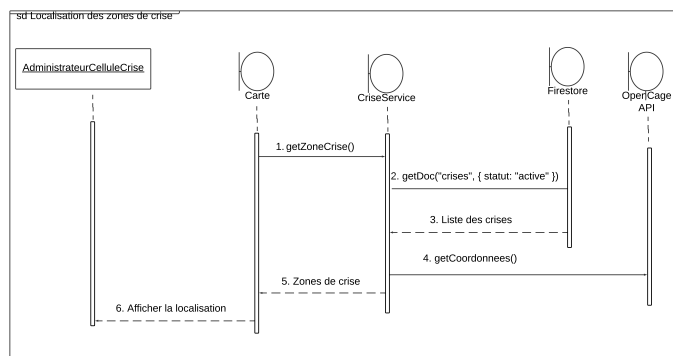 sd Localisation des zones de crise
AdministrateurCelluleCrise
Carte
CriseService
Firestore
OpenCage
API
1. getZoneCrise()
2. getDoc("crises", { statut: "active" })
3. Liste des crises
4. getCoordonnees()
5. Zones de crise
6. Afficher la localisation